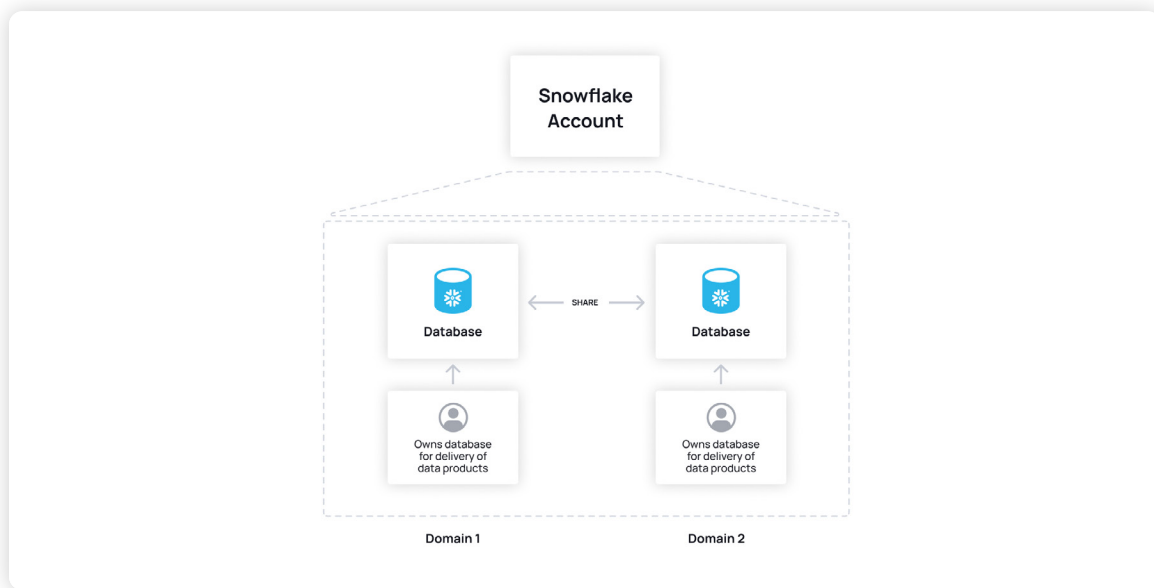 Snowflake
Account
Database
SHARE
Database
Owns database
for delivery of
data products
Owns database
for delivery of
data products
Domain 1
Domain 2